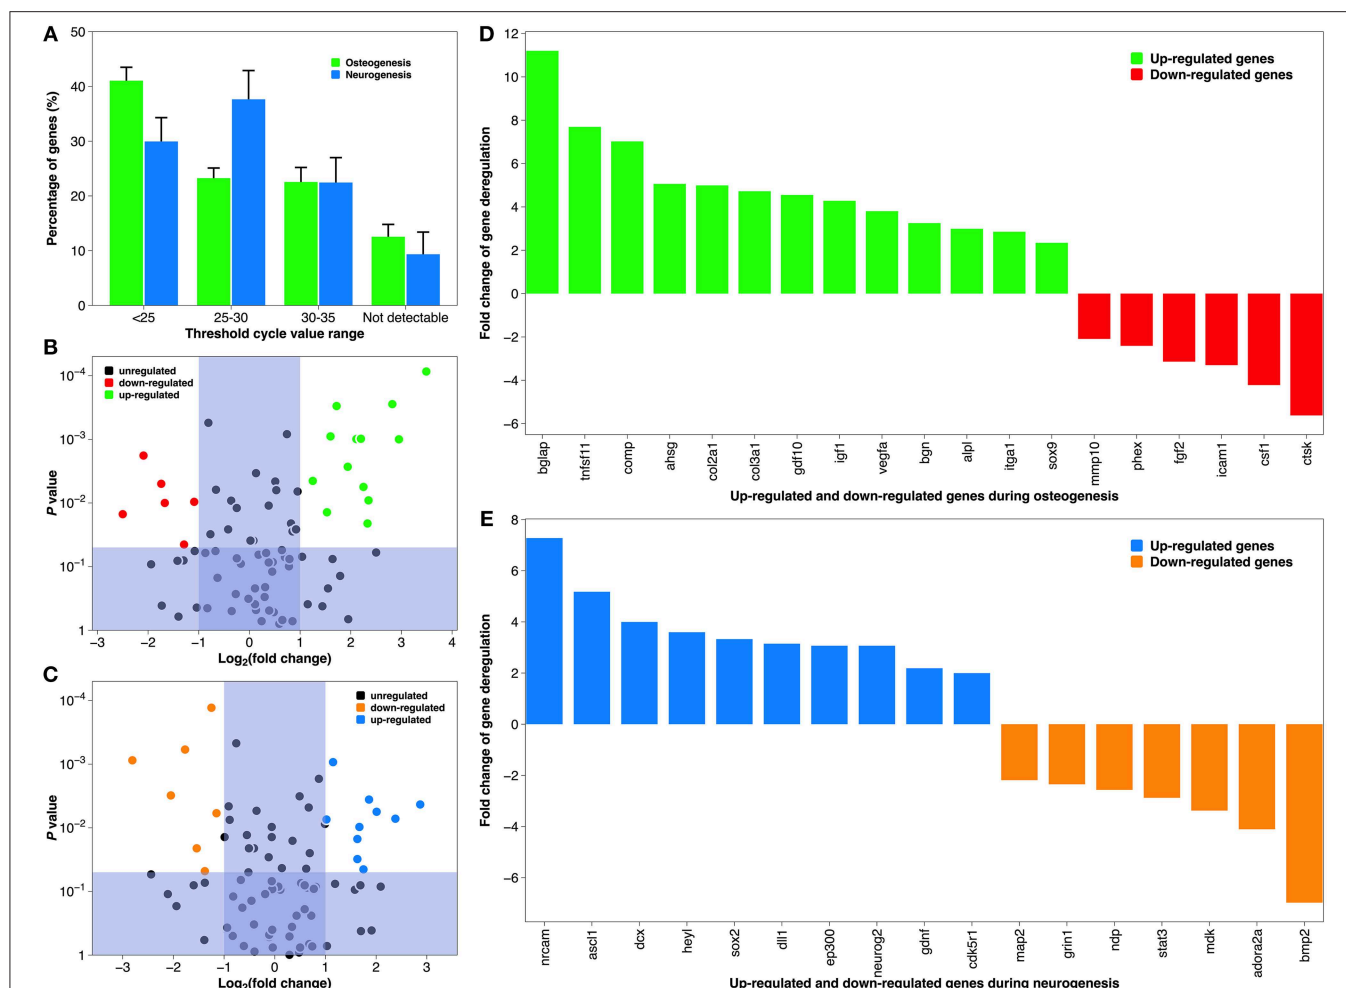 A
50
40
30
20
10
0
Percentage of genes (%)
Osteogenesis
Neurogenesis
<25 25-30 30-35 Not detectable
Threshold cycle value range
B
10⁻⁴
10⁻³
10⁻²
10⁻¹
1
P value
unregulated
down-regulated
up-regulated
−3 −2 −1 0 1 2 3 4
Log₂(fold change)
C
10⁻⁴
10⁻³
10⁻²
10⁻¹
1
P value
unregulated
down-regulated
up-regulated
−3 −2 −1 0 1 2 3
Log₂(fold change)
D
12
10
8
6
4
2
0
−2
−4
−6
Fold change of gene deregulation
Up-regulated genes
Down-regulated genes
bglap tnfsf11 comp ahsg col2a1 col3a1 gdf10 igf1 vegfa bgn alpl itga1 sox9 mmp10 phex fgf2 icam1 csf1 ctsk
Up-regulated and down-regulated genes during osteogenesis
E
8
6
4
2
0
−2
−4
−6
Fold change of gene deregulation
Up-regulated genes
Down-regulated genes
nrcam ascl1 dcx heyl sox2 dll1 ep300 neurog2 gdnf cdk5r1 map2 grin1 ndp stat3 mdk adora2a bmp2
Up-regulated and down-regulated genes during neurogenesis